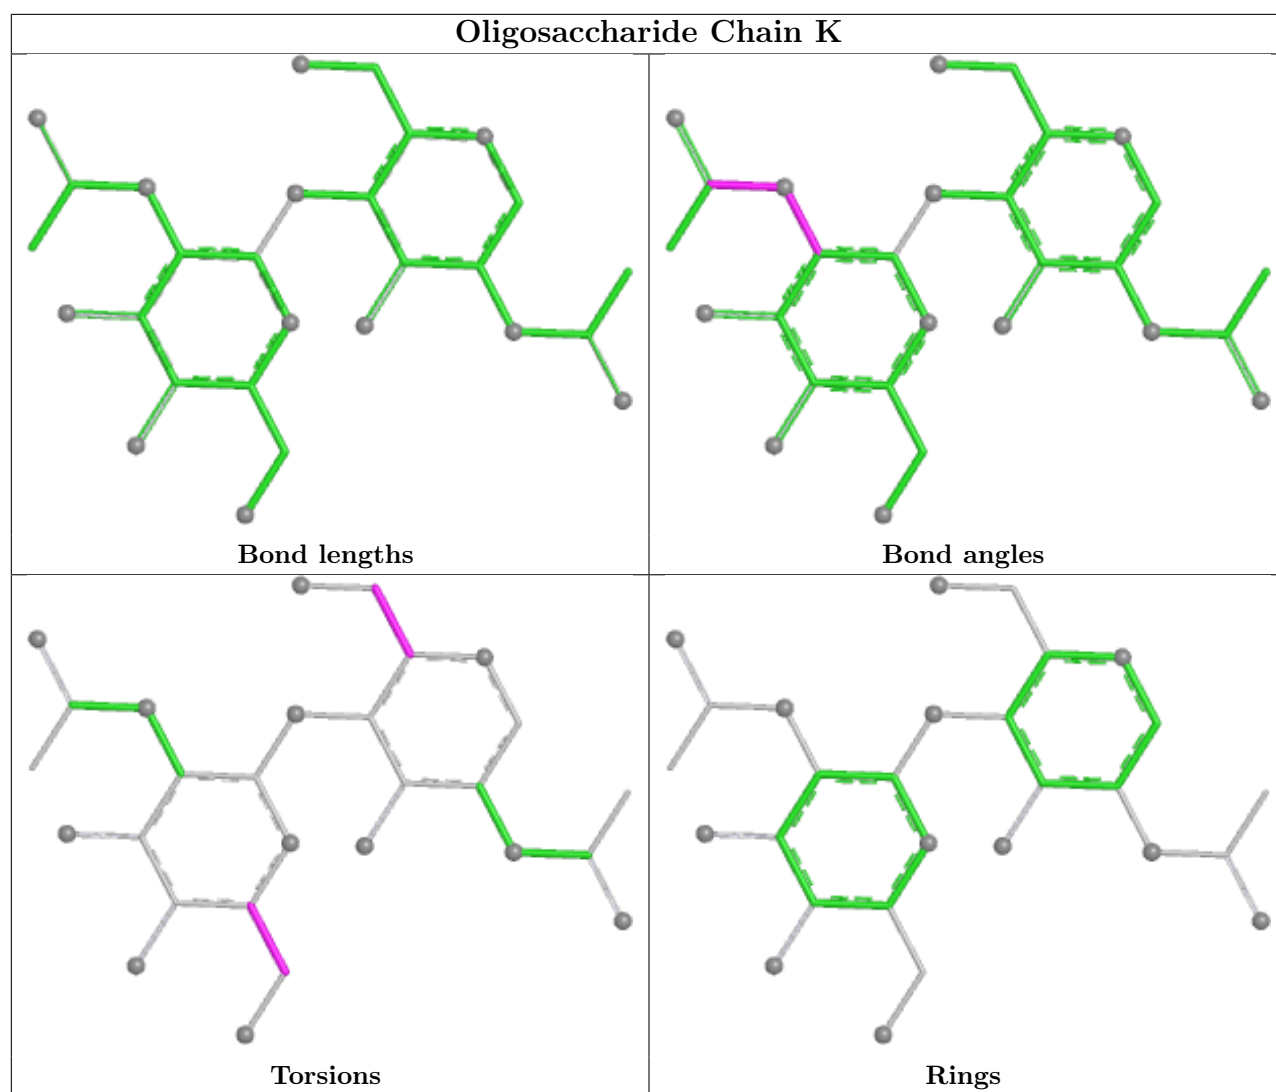 Oligosaccharide Chain K
Bond lengths
Bond angles
Torsions
Rings